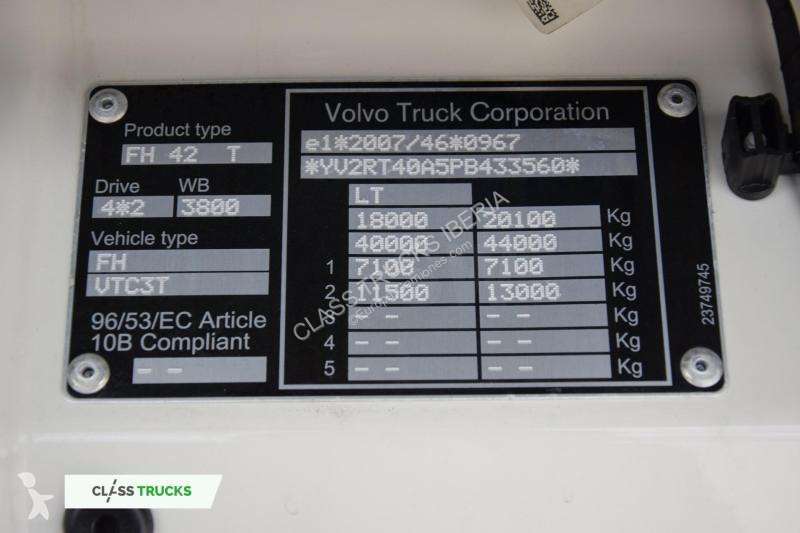 Product type
FH 42 T
Drive WB
4*2 3800
Vehicle type
FH
VTC3T
96/53/EC Article
10B Compliant
- -
Volvo Truck Corporation
e1*2007/46*0967
*YV2RT40A5PB433560*
LT
18000 20100 Kg
40000 44000 Kg
1 7100 7100 Kg
2 11500 13000 Kg
- - - - Kg
4 - - - - Kg
5 - - - - Kg
23749745
CLASS TRUCKS IBERIA
CLASS TRUCKS